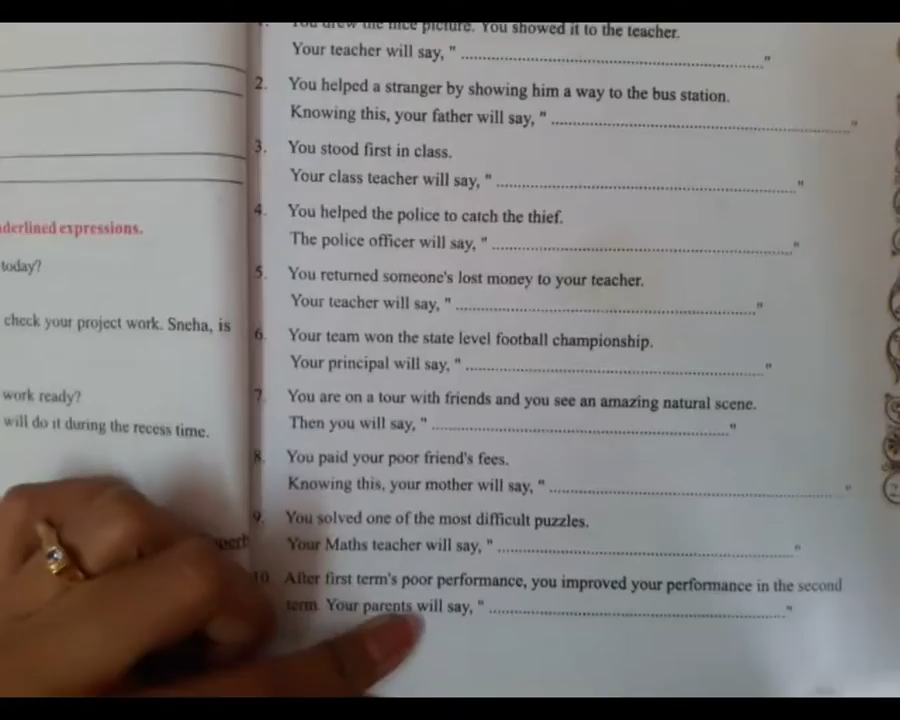 You drew the nice picture. You showed it to the teacher.
Your teacher will say, " .............................. "
2. You helped a stranger by showing him a way to the bus station.
Knowing this, your father will say, " .............................. "
3. You stood first in class.
Your class teacher will say, " .............................. "
4. You helped the police to catch the thief.
The police officer will say, " .............................. "
5. You returned someone's lost money to your teacher.
Your teacher will say, " .............................. "
6. Your team won the state level football championship.
Your principal will say, " .............................. "
7. You are on a tour with friends and you see an amazing natural scene.
Then you will say, " .............................. "
8. You paid your poor friend's fees.
Knowing this, your mother will say, " .............................. "
9. You solved one of the most difficult puzzles.
Your Maths teacher will say, " .............................. "
10. After first term's poor performance, you improved your performance in the second
term. Your parents will say, " .............................. "
derlined expressions.
today?
check your project work. Sneha, is
work ready?
will do it during the recess time.